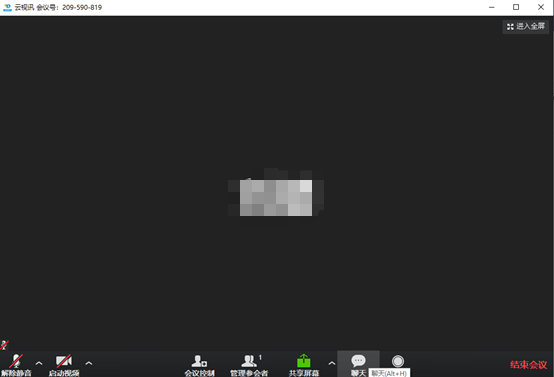 云视讯 会议号：209-590-819
进入全屏
解除静音
启动视频
会议控制
管理参会者
1
共享屏幕
聊天
聊天(Alt+H)
结束会议